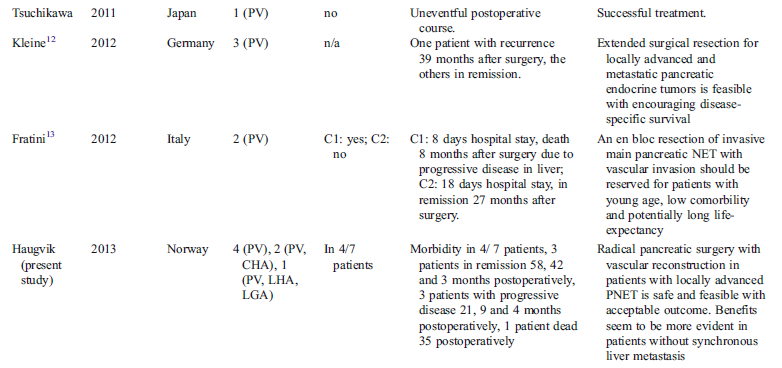 Tsuchikawa 2011 Japan 1 (PV) no Uneventful postoperative Successful treatment.
course.
Kleine12 2012 Germany 3 (PV) n/a One patient with recurrence Extended surgical resection for
39 months after surgery, the locally advanced and
others in remission. metastatic pancreatic
endocrine tumors is feasible
with encouraging disease-
specific survival
Fratini13 2012 Italy 2 (PV) C1: yes; C2: C1: 8 days hospital stay, death An en bloc resection of invasive
no 8 months after surgery due to main pancreatic NET with
progressive disease in liver; vascular invasion should be
C2: 18 days hospital stay, in reserved for patients with
remission 27 months after young age, low comorbility
surgery. and potentially long life-
expectancy
Haugvik 2013 Norway 4 (PV), 2 (PV, In 4/7 Morbidity in 4/ 7 patients, 3 Radical pancreatic surgery with
(present CHA), 1 patients patients in remission 58, 42 vascular reconstruction in
study) (PV, LHA, and 3 months postoperatively, patients with locally advanced
LGA) 3 patients with progressive PNET is safe and feasible with
disease 21, 9 and 4 months acceptable outcome. Benefits
postoperatively, 1 patient dead seem to be more evident in
35 postoperatively patients without synchronous
liver metastasis